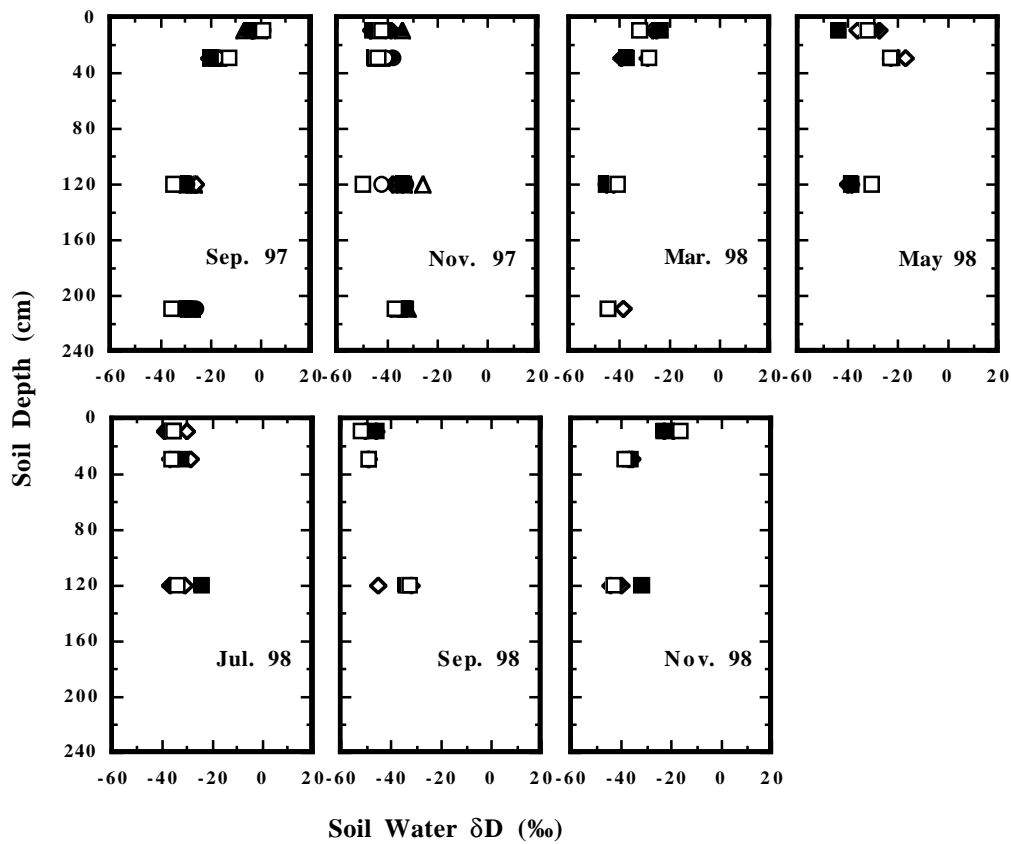 0
40
80
120
160
200
240
Sep. 97
Nov. 97
Mar. 98
May 98
-60 -40 -20 0 20 -60 -40 -20 0 20 -60 -40 -20 0 20 -60 -40 -20 0 20
Soil Depth (cm)
0
40
80
120
160
200
240
Jul. 98
Sep. 98
Nov. 98
-60 -40 -20 0 20 -60 -40 -20 0 20 -60 -40 -20 0 20
Soil Water δD (‰)